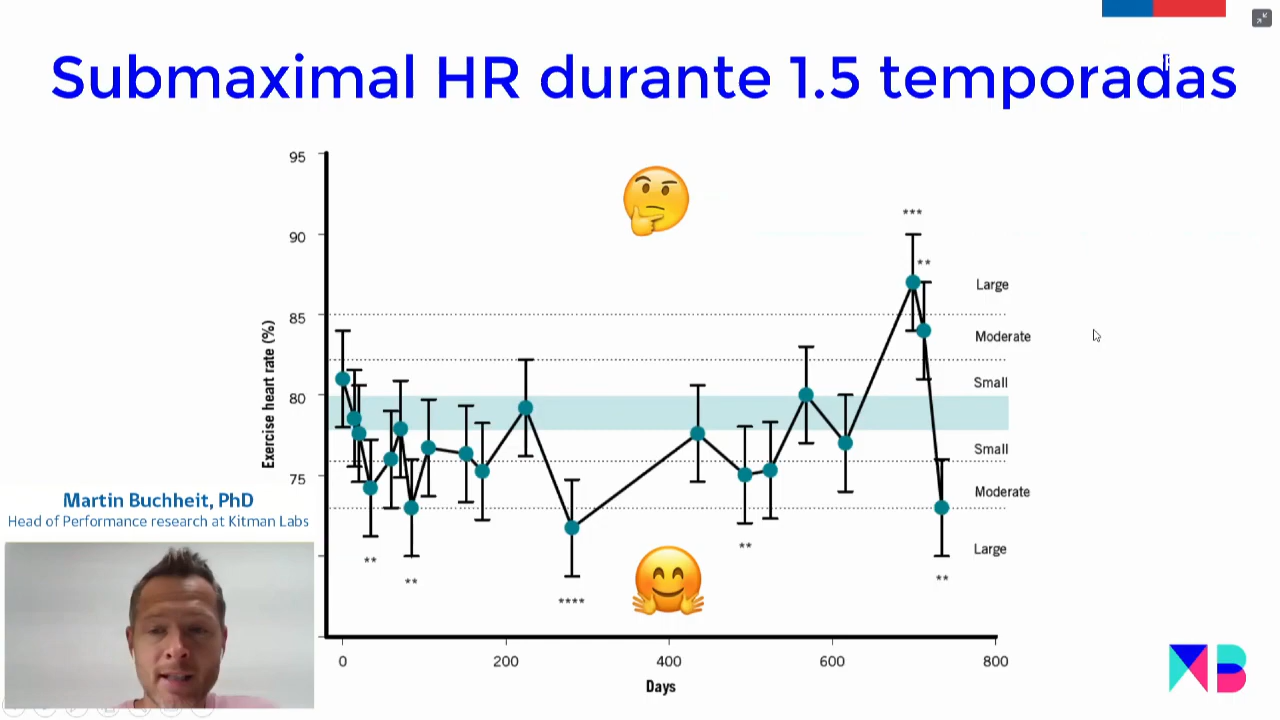 Submaximal HR durante 1.5 temporadas
95
90
85
80
75
Exercise heart rate (%)
***
**
Large
Moderate
Small
Small
Moderate
Large
**
**
****
**
**
0
200
400
600
800
Days
Martin Buchheit, PhD
Head of Performance research at Kitman Labs